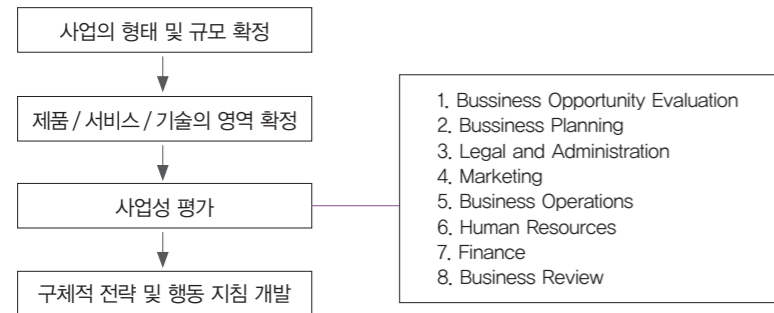 사업의 형태 및 규모 확정
제품 / 서비스 / 기술의 영역 확정
사업성 평가
구체적 전략 및 행동 지침 개발
1. Bussiness Opportunity Evaluation
2. Bussiness Planning
3. Legal and Administration
4. Marketing
5. Business Operations
6. Human Resources
7. Finance
8. Business Review